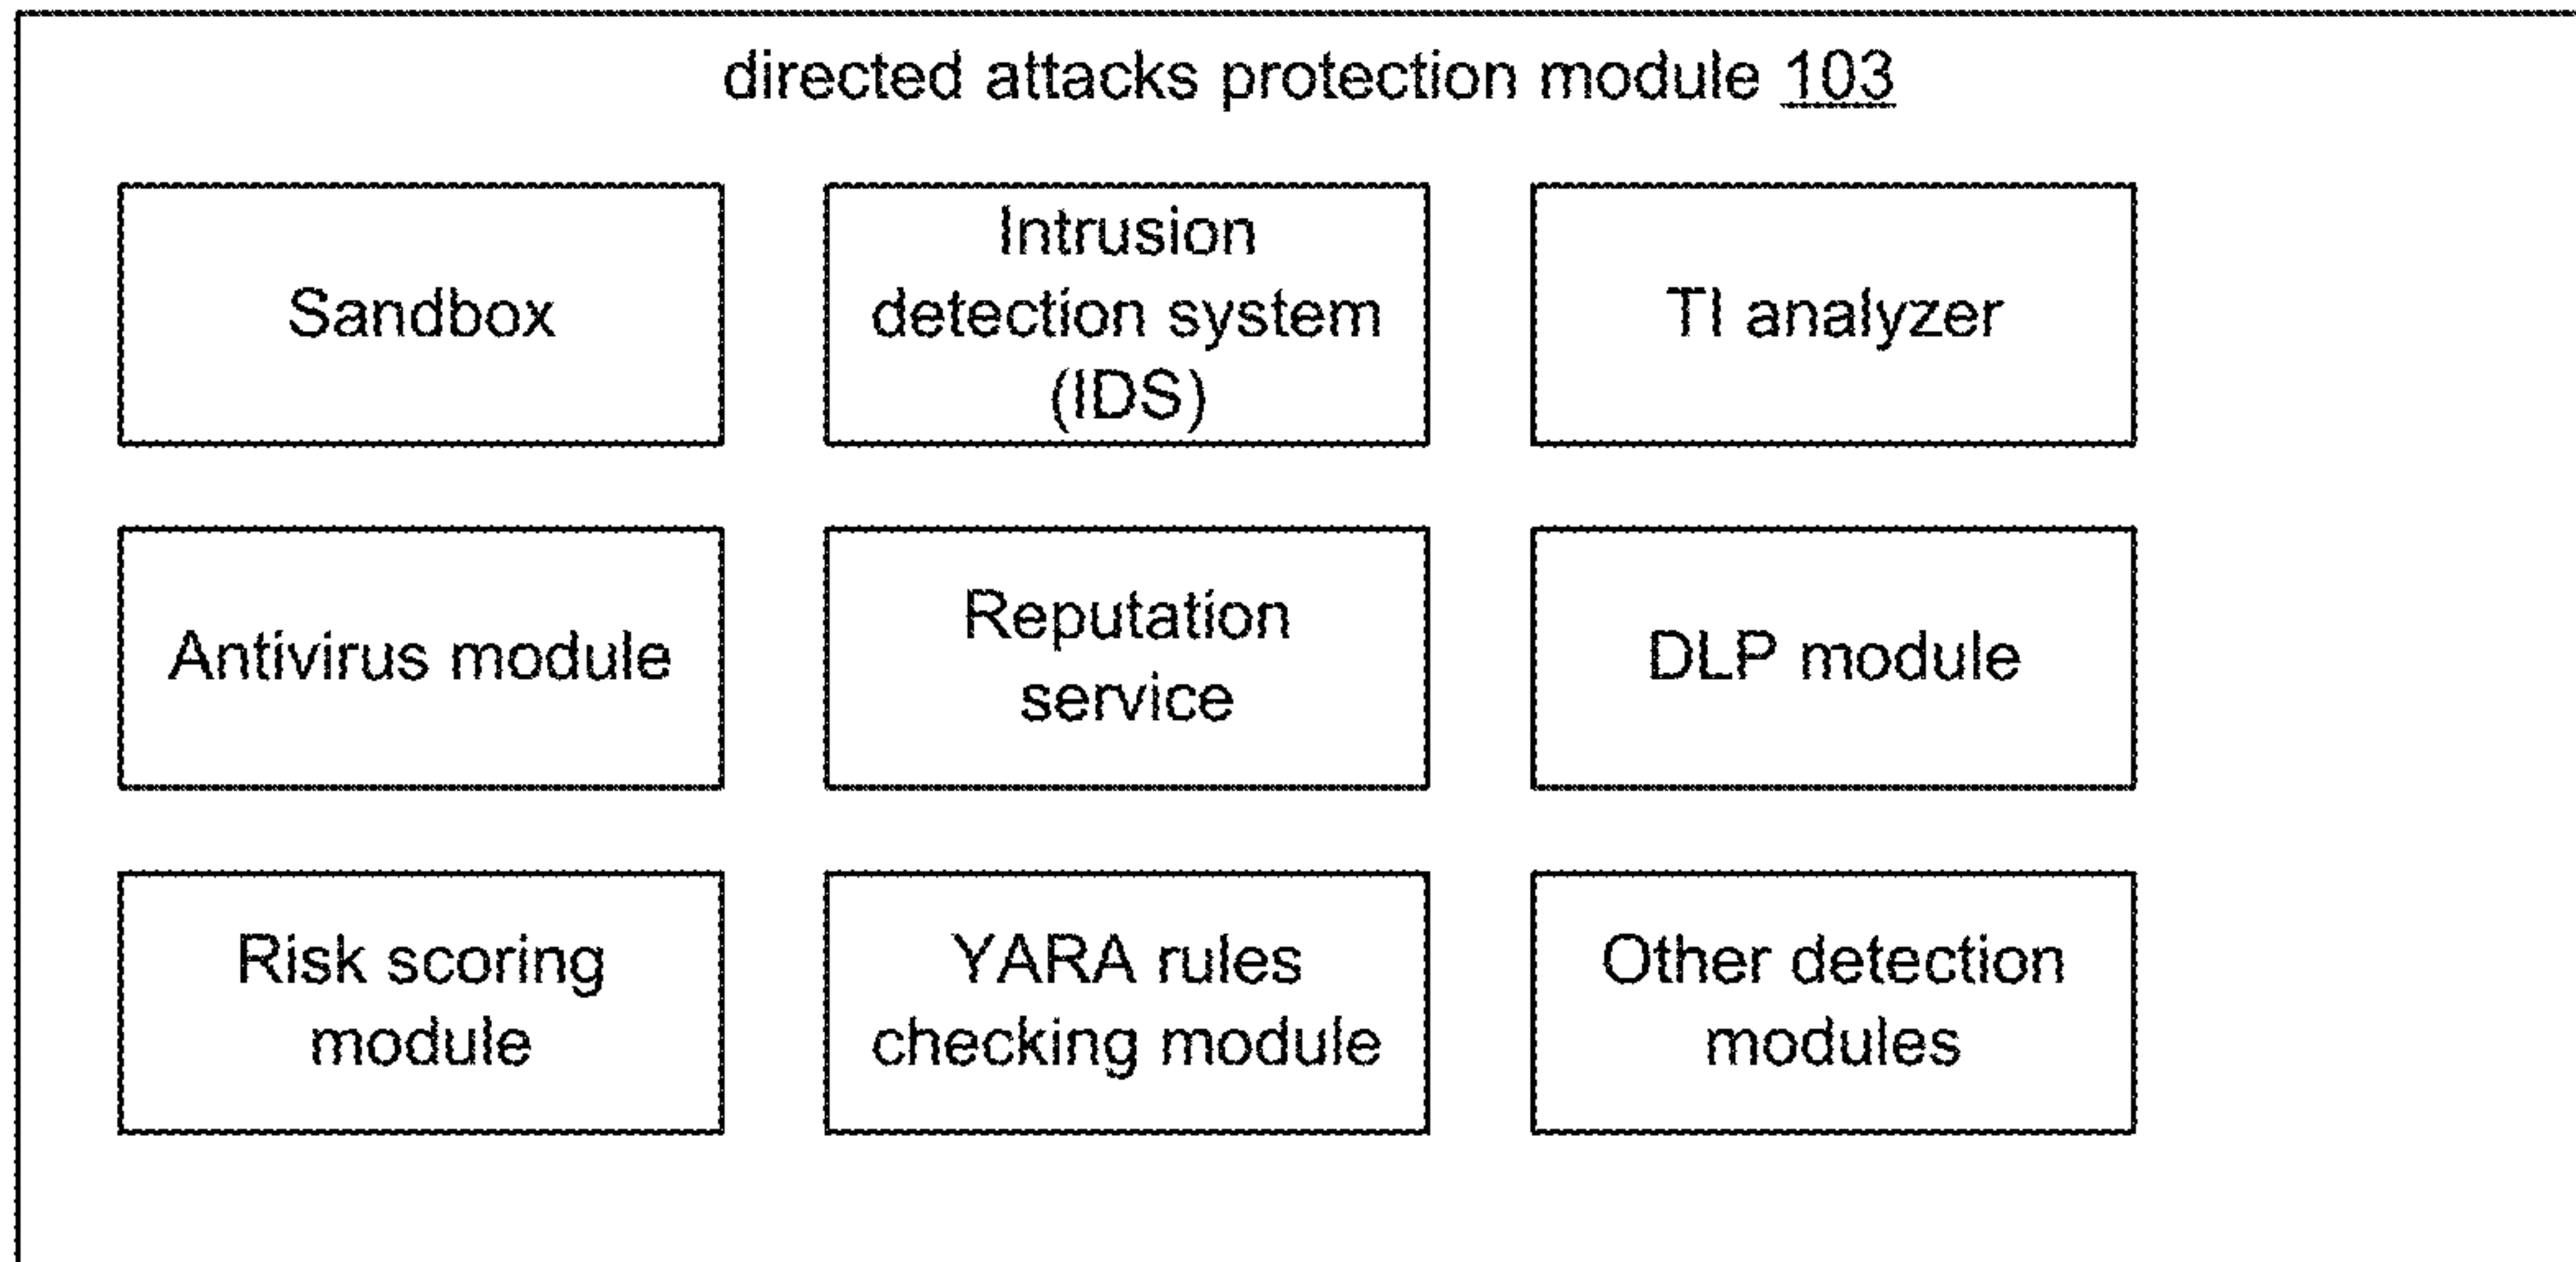 directed attacks protection module 103
Sandbox
Intrusion
detection system
(IDS)
TI analyzer
Antivirus module
Reputation
service
DLP module
Risk scoring
module
YARA rules
checking module
Other detection
modules